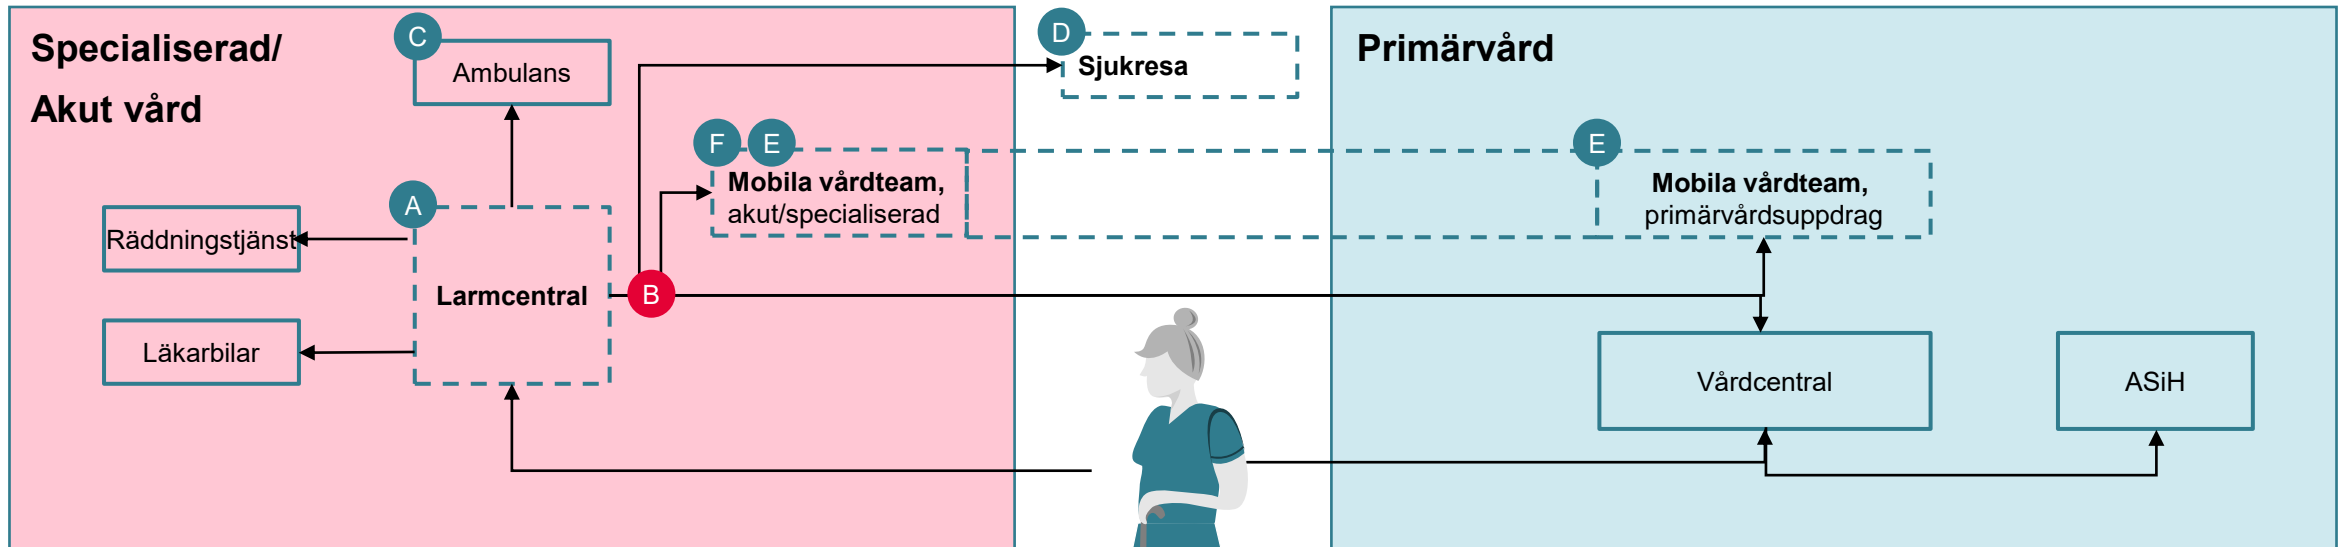 Specialiserad/
Akut vård
C
Ambulans
D
Sjukresa
Primärvård
F
E
Mobila vårdteam,
akut/specialiserad
E
Mobila vårdteam,
primärvårdsuppdrag
A
Räddningstjänst
Larmcentral
B
Läkarbilar
Vårdcentral
ASiH